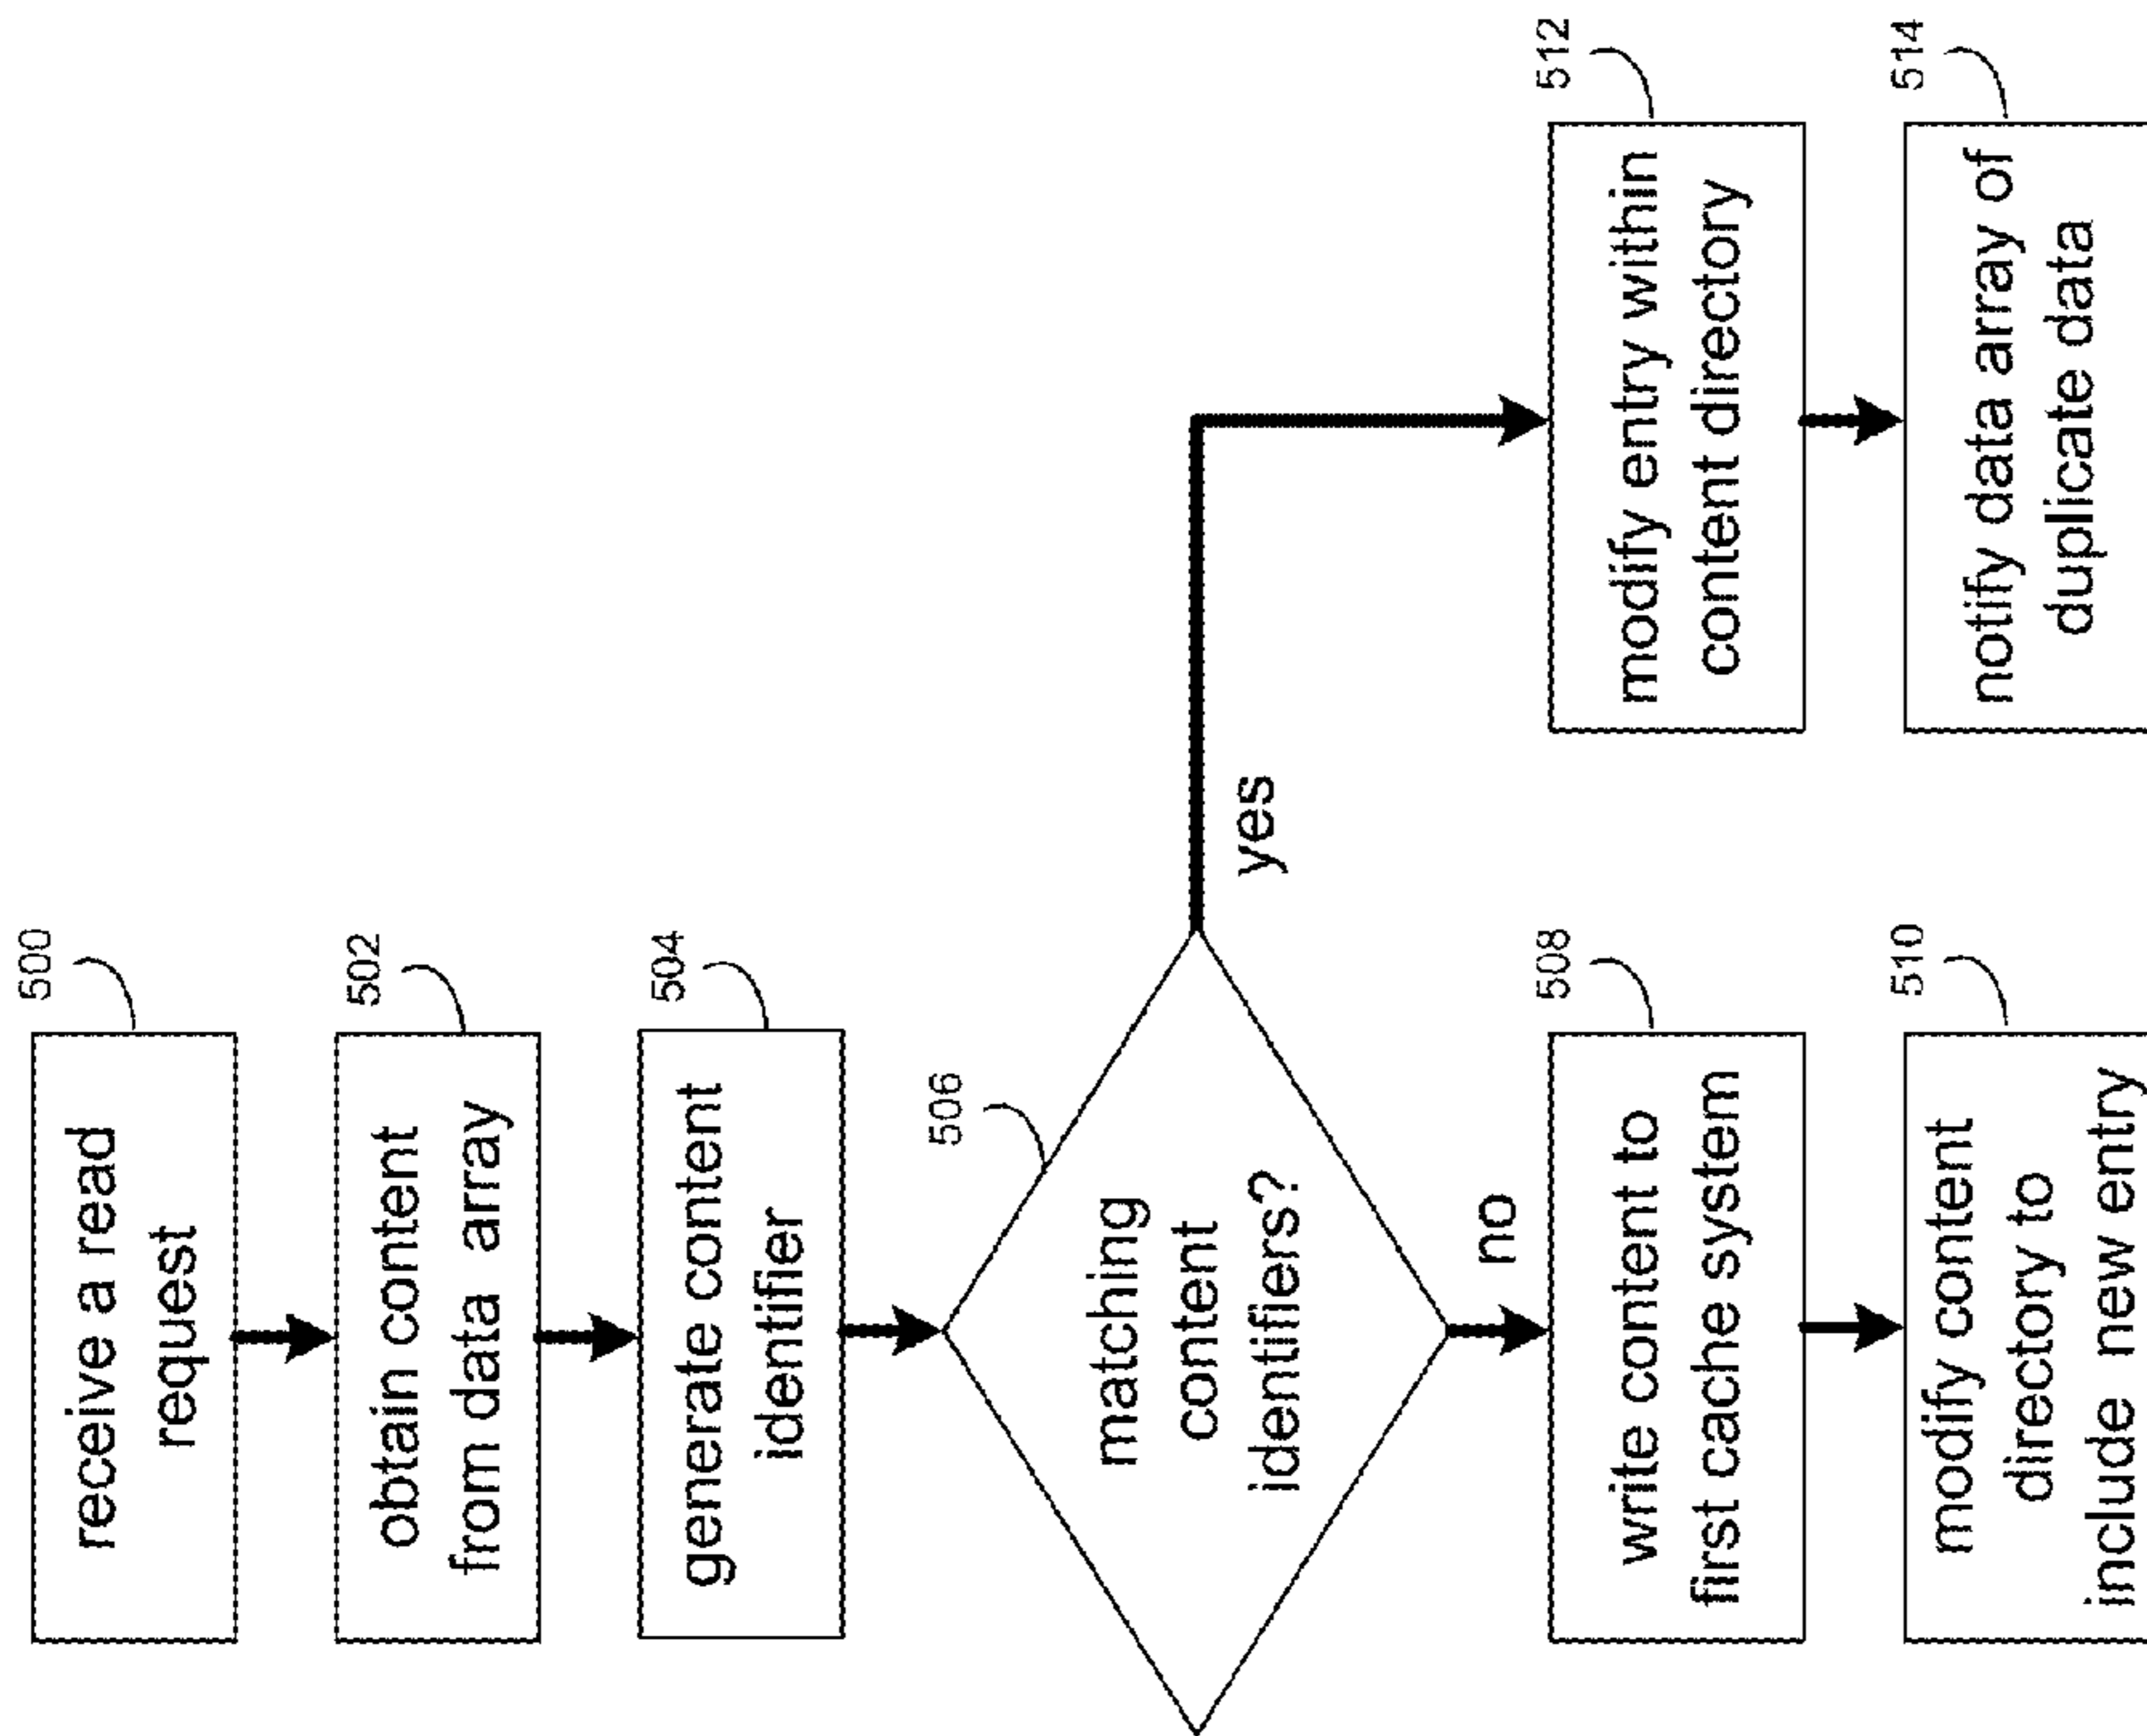 500
receive a read
request
502
obtain content
from data array
504
generate content
identifier
506
matching
content
identifiers?
yes
no
508
write content to
first cache system
510
modify content
directory to
include new entry
512
modify entry within
content directory
514
notify data array of
duplicate data